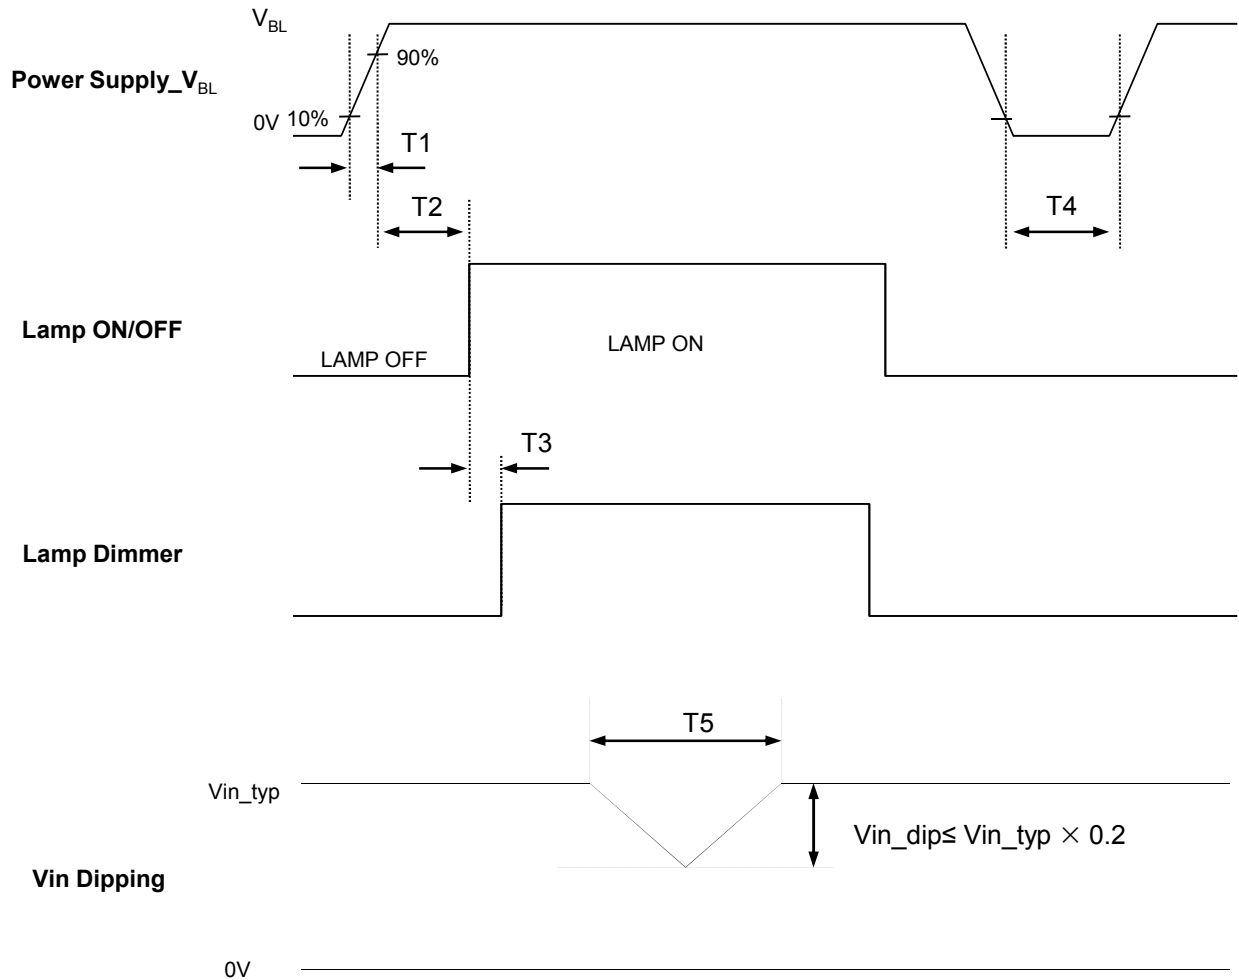 V_BL
90%
Power Supply_V_BL
0V 10%
T1
T2
T4
Lamp ON/OFF
LAMP OFF
LAMP ON
T3
Lamp Dimmer
T5
Vin_typ
Vin_dip≤ Vin_typ × 0.2
Vin Dipping
0V